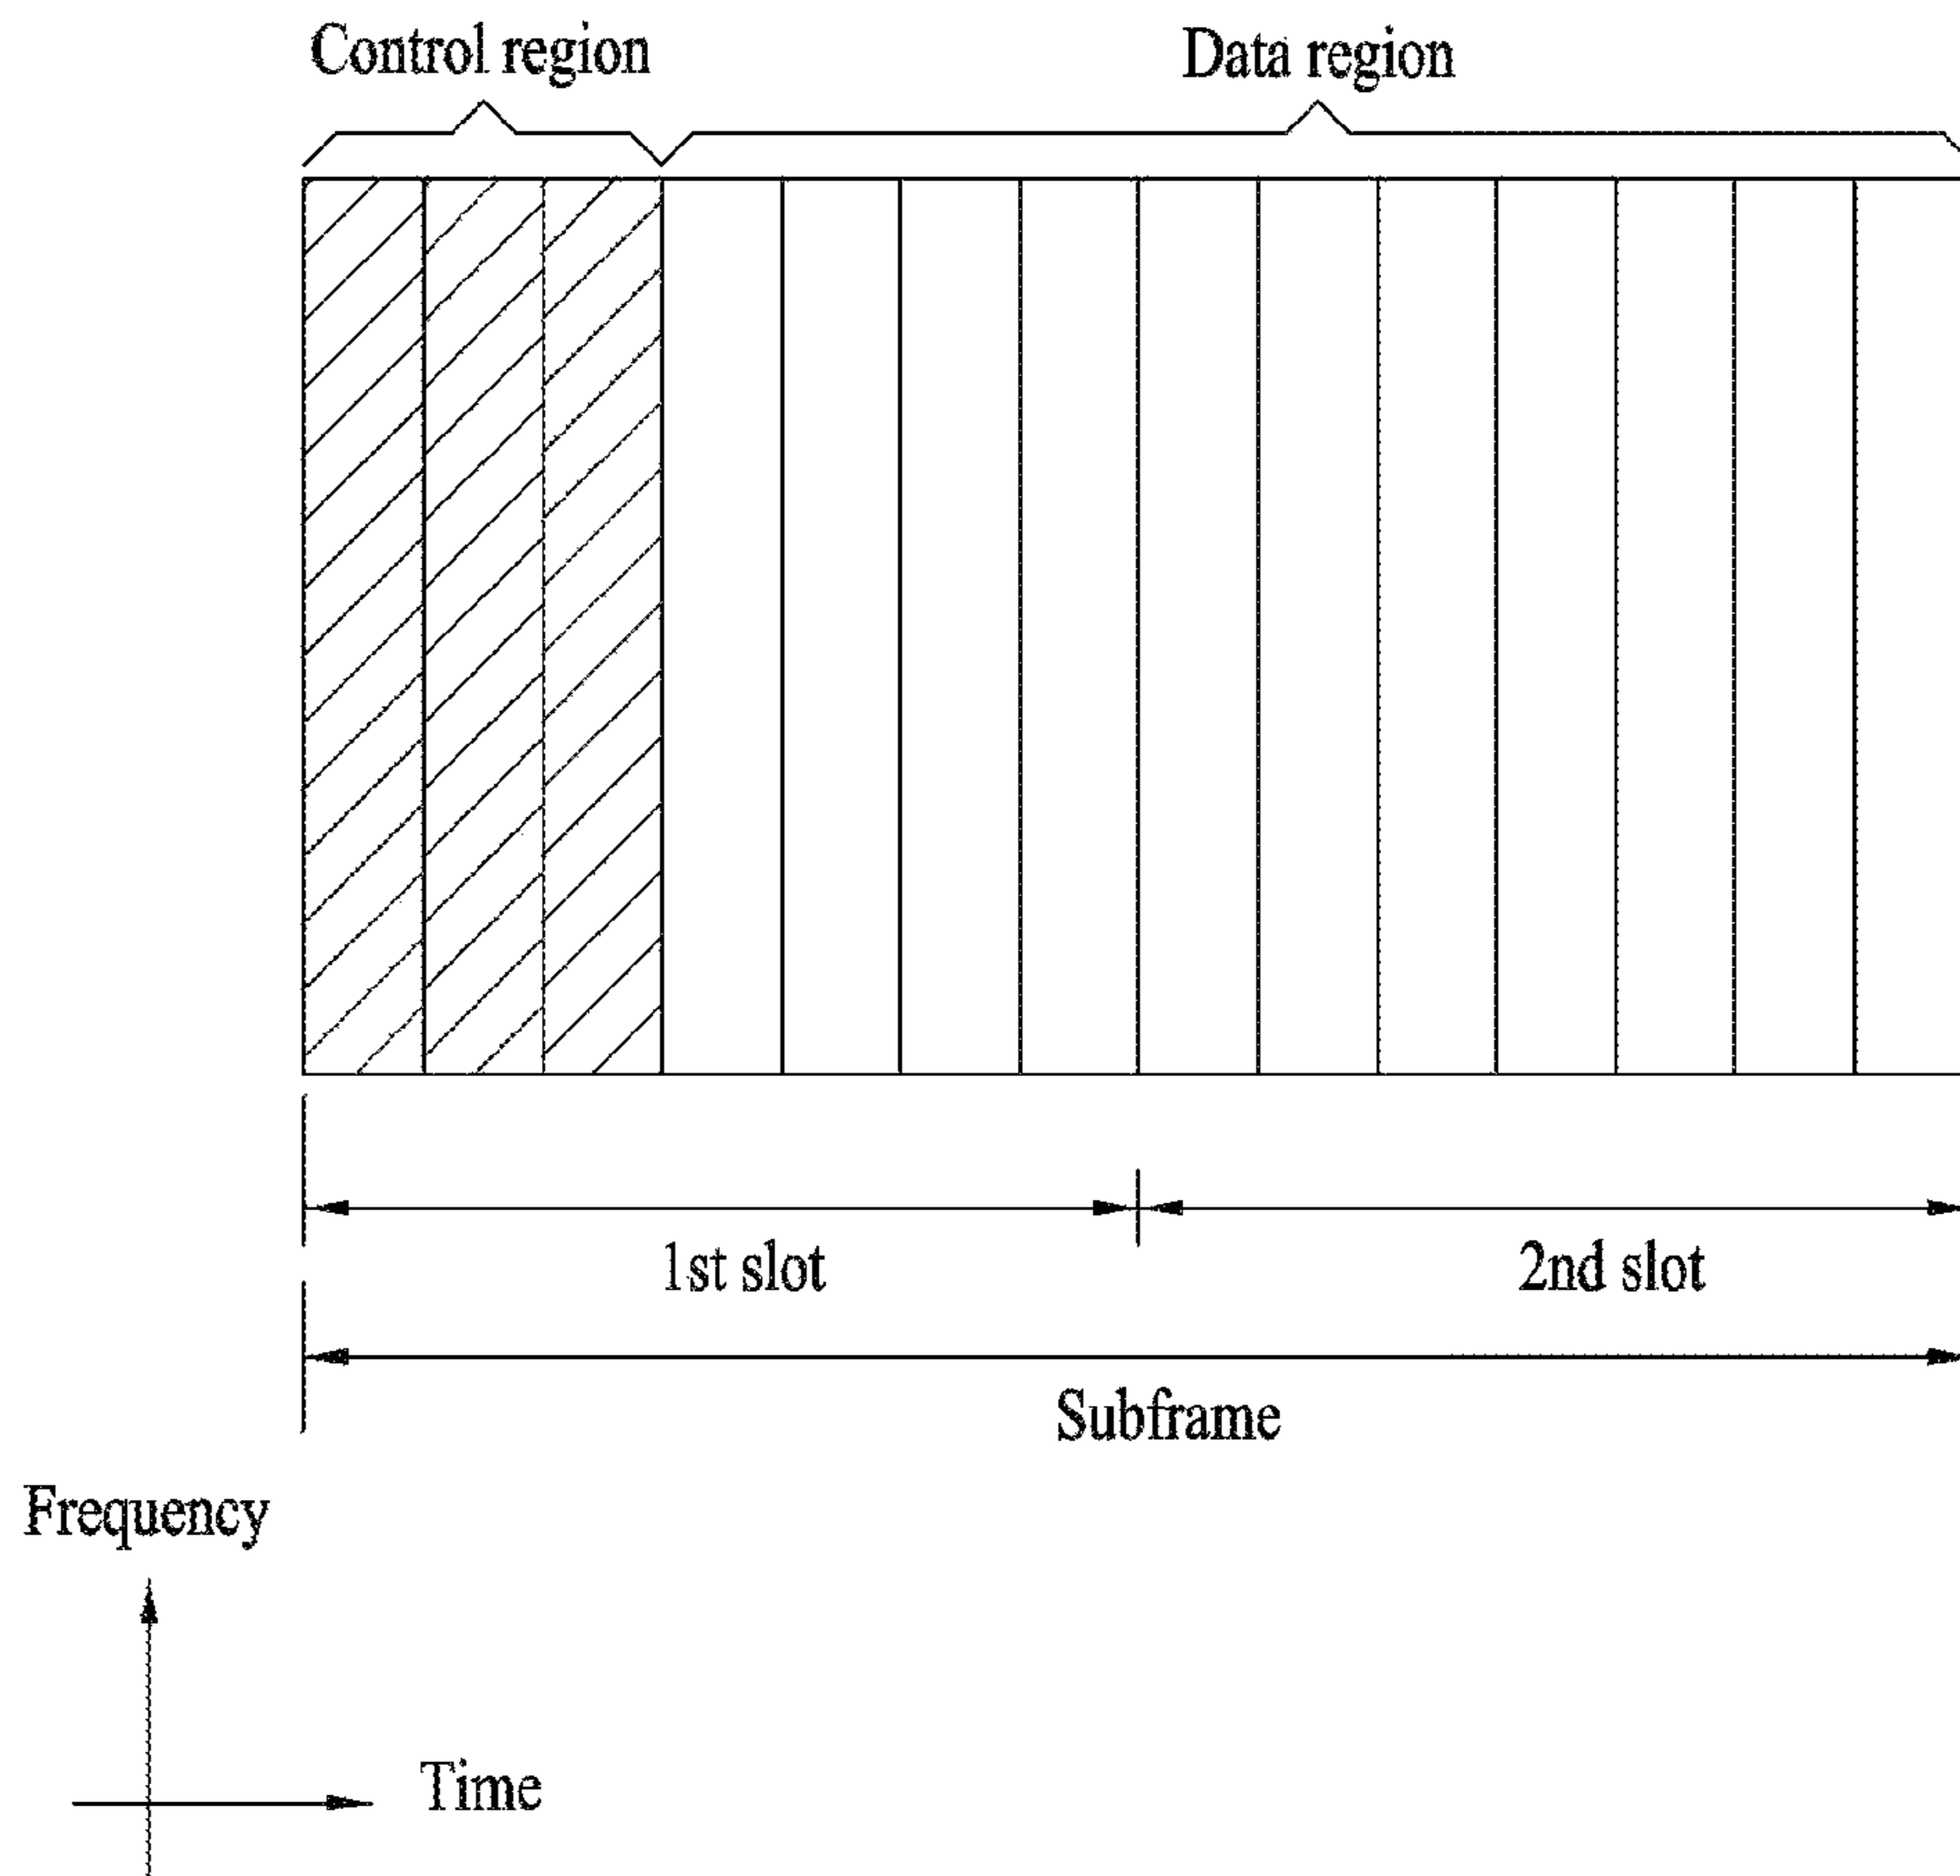 Control region
Data region
1st slot
2nd slot
Subframe
Frequency
Time